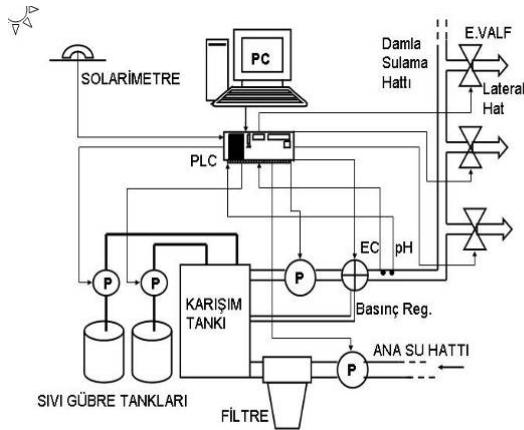 E.VALF
Damla
Sulama
Hattı
PC
SOLARİMETRE
Lateral
Hat
PLC
EC
pH
P
P
P
KARIŞIM
TANKI
Basınç Reg.
ANA SU HATTI
P
SIVI GÜBRE TANKLARI
FİLTRE